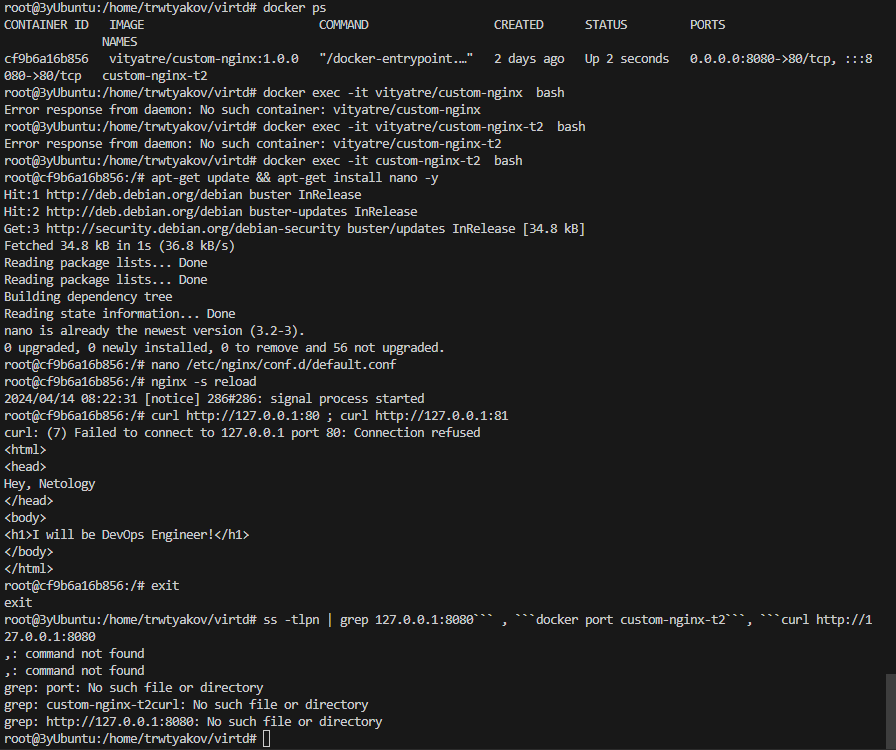 root@3yUbuntu:/home/trwtyakov/virtd# docker ps
CONTAINER ID   IMAGE                         COMMAND                  CREATED      STATUS         PORTS
              NAMES
cf9b6a16b856   vityatre/custom-nginx:1.0.0   "/docker-entrypoint.…"   2 days ago   Up 2 seconds   0.0.0.0:8080->80/tcp, :::8
080->80/tcp   custom-nginx-t2
root@3yUbuntu:/home/trwtyakov/virtd# docker exec -it vityatre/custom-nginx  bash
Error response from daemon: No such container: vityatre/custom-nginx
root@3yUbuntu:/home/trwtyakov/virtd# docker exec -it vityatre/custom-nginx-t2  bash
Error response from daemon: No such container: vityatre/custom-nginx-t2
root@3yUbuntu:/home/trwtyakov/virtd# docker exec -it custom-nginx-t2  bash
root@cf9b6a16b856:/# apt-get update && apt-get install nano -y
Hit:1 http://deb.debian.org/debian buster InRelease
Hit:2 http://deb.debian.org/debian buster-updates InRelease
Get:3 http://security.debian.org/debian-security buster/updates InRelease [34.8 kB]
Fetched 34.8 kB in 1s (36.8 kB/s)
Reading package lists... Done
Reading package lists... Done
Building dependency tree
Reading state information... Done
nano is already the newest version (3.2-3).
0 upgraded, 0 newly installed, 0 to remove and 56 not upgraded.
root@cf9b6a16b856:/# nano /etc/nginx/conf.d/default.conf
root@cf9b6a16b856:/# nginx -s reload
2024/04/14 08:22:31 [notice] 286#286: signal process started
root@cf9b6a16b856:/# curl http://127.0.0.1:80 ; curl http://127.0.0.1:81
curl: (7) Failed to connect to 127.0.0.1 port 80: Connection refused
<html>
<head>
Hey, Netology
</head>
<body>
<h1>I will be DevOps Engineer!</h1>
</body>
</html>
root@cf9b6a16b856:/# exit
exit
root@3yUbuntu:/home/trwtyakov/virtd# ss -tlpn | grep 127.0.0.1:8080``` , ```docker port custom-nginx-t2```, ```curl http://1
27.0.0.1:8080
,: command not found
,: command not found
grep: port: No such file or directory
grep: custom-nginx-t2curl: No such file or directory
grep: http://127.0.0.1:8080: No such file or directory
root@3yUbuntu:/home/trwtyakov/virtd#